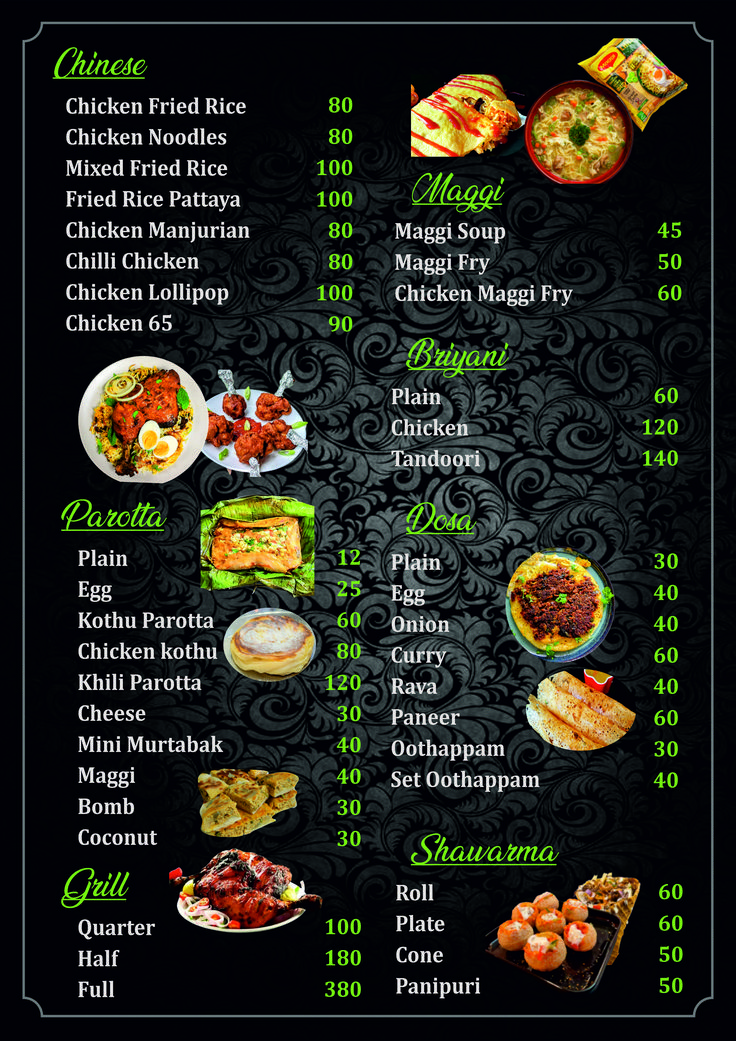 Chinese
Chicken Fried Rice 80
Chicken Noodles 80
Mixed Fried Rice 100
Fried Rice Pattaya 100
Chicken Manjurian 80
Chilli Chicken 80
Chicken Lollipop 100
Chicken 65 90
Maggi
Maggi Soup 45
Maggi Fry 50
Chicken Maggi Fry 60
Briyani
Plain 60
Chicken 120
Tandoori 140
Parotta
Plain 12
Egg 25
Kothu Parotta 60
Chicken kothu 80
Khili Parotta 120
Cheese 30
Mini Murtabak 40
Maggi 40
Bomb 30
Coconut 30
Dosa
Plain 30
Egg 40
Onion 40
Curry 60
Rava 40
Paneer 60
Oothappam 30
Set Oothappam 40
Grill
Quarter 100
Half 180
Full 380
Shawarma
Roll 60
Plate 60
Cone 50
Panipuri 50